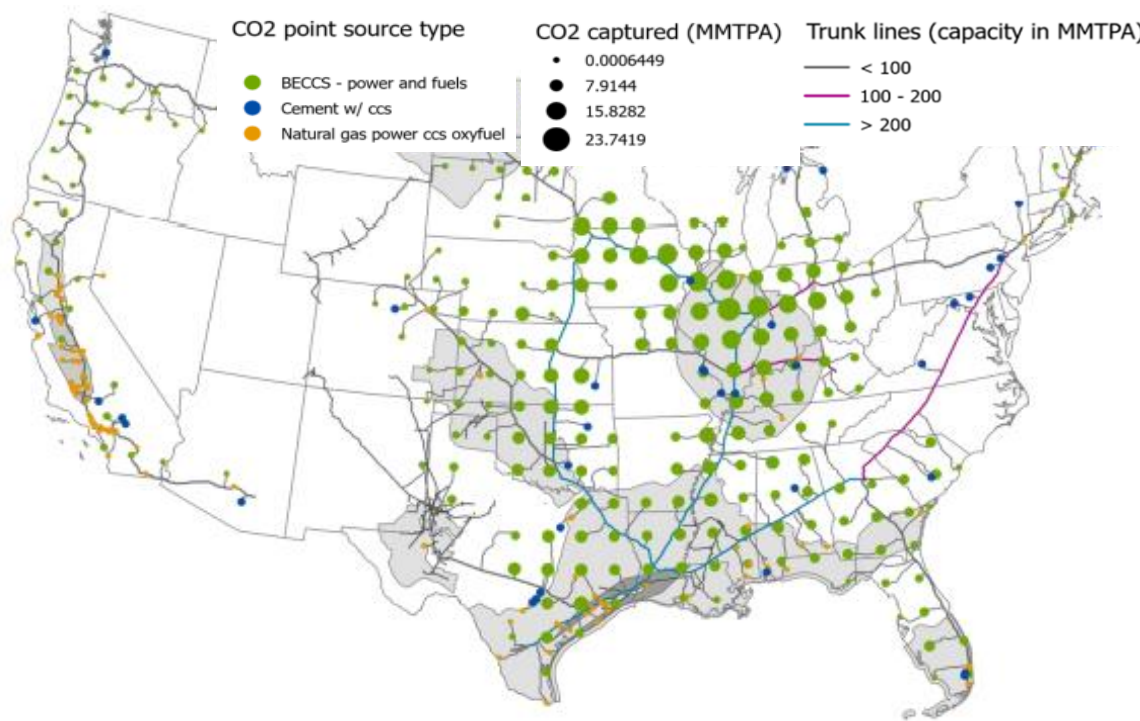 CO2 point source type
BECCS - power and fuels
Cement w/ ccs
Natural gas power ccs oxyfuel
CO2 captured (MMTPA)
0.0006449
7.9144
15.8282
23.7419
Trunk lines (capacity in MMTPA)
< 100
100 - 200
> 200